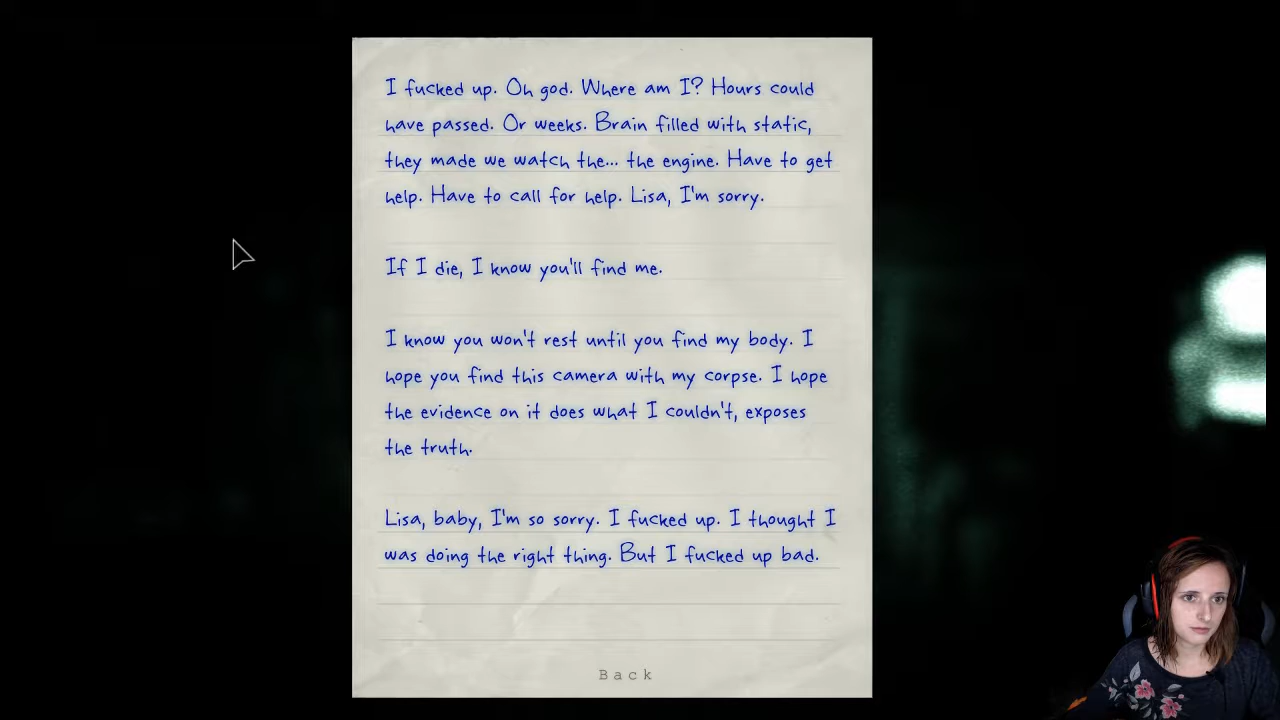 I fucked up. Oh god. Where am I? Hours could
have passed. Or weeks. Brain filled with static,
they made we watch the... the engine. Have to get
help. Have to call for help. Lisa, I'm sorry.
If I die, I know you'll find me.
I know you won't rest until you find my body. I
hope you find this camera with my corpse. I hope
the evidence on it does what I couldn't, exposes
the truth.
Lisa, baby, I'm so sorry. I fucked up. I thought I
was doing the right thing. But I fucked up bad.
Back